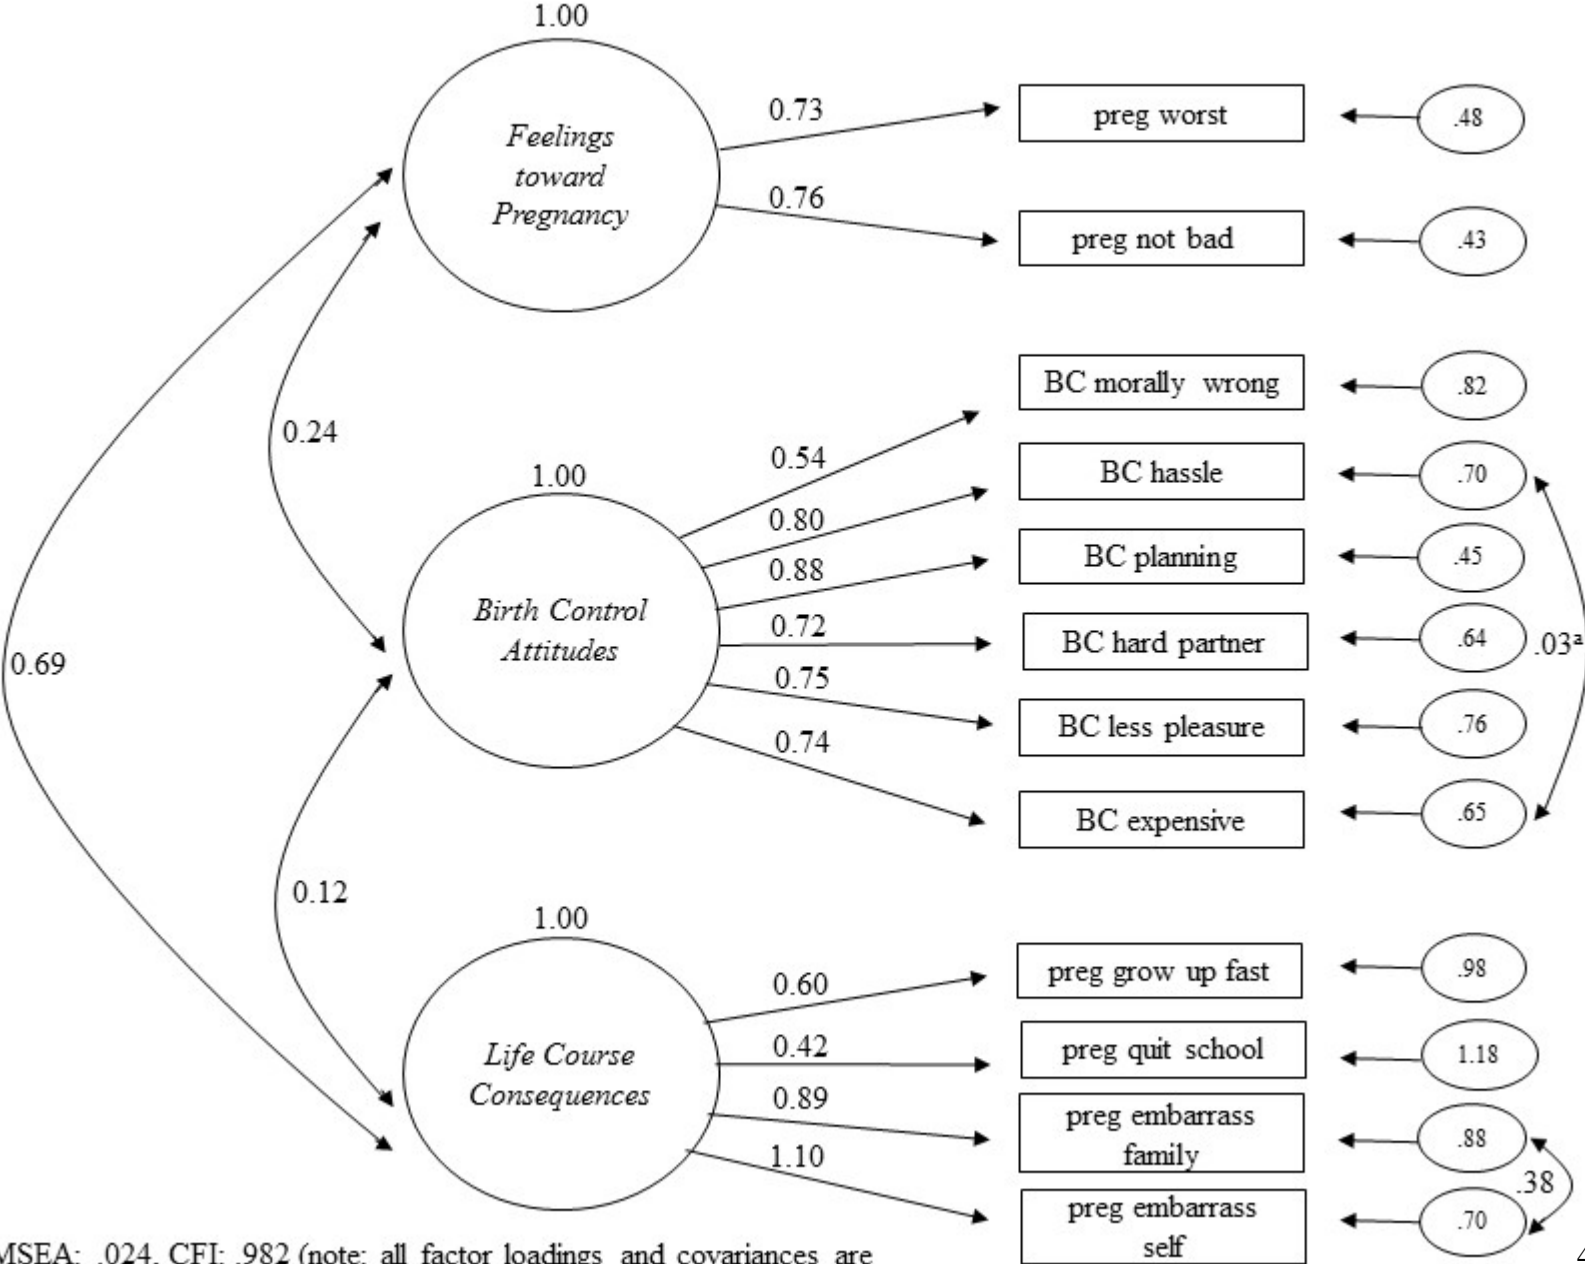 1.00
Feelings
toward
Pregnancy
0.73
preg worst
.48
0.76
preg not bad
.43
0.24
0.69
1.00
Birth Control
Attitudes
0.54
BC morally wrong
.82
0.80
BC hassle
.70
0.88
BC planning
.45
0.72
BC hard partner
.64
.03ª
0.75
BC less pleasure
.76
0.74
BC expensive
.65
0.12
1.00
Life Course
Consequences
0.60
preg grow up fast
.98
0.42
preg quit school
1.18
0.89
preg embarrass
family
.88
.38
1.10
preg embarrass
self
.70
.024, CFI: .982 (note: all factor loadings and covariances are